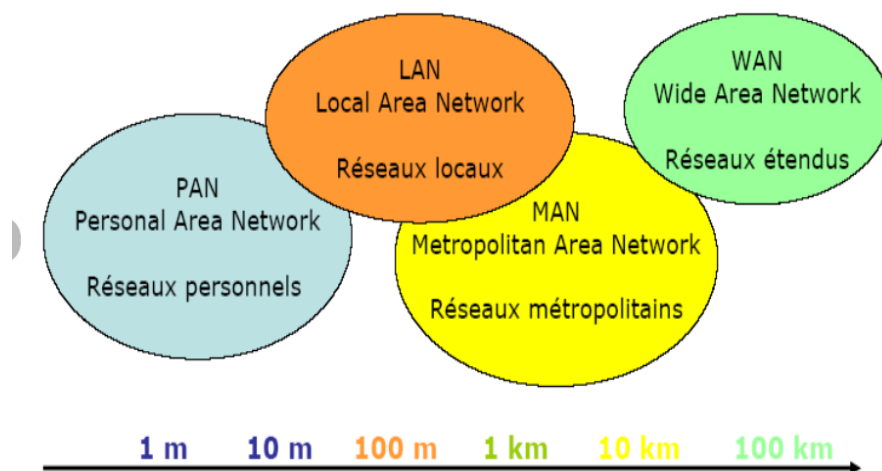 PAN
Personal Area Network
Réseaux personnels
LAN
Local Area Network
Réseaux locaux
MAN
Metropolitan Area Network
Réseaux métropolitains
WAN
Wide Area Network
Réseaux étendus
1 m 10 m 100 m 1 km 10 km 100 km